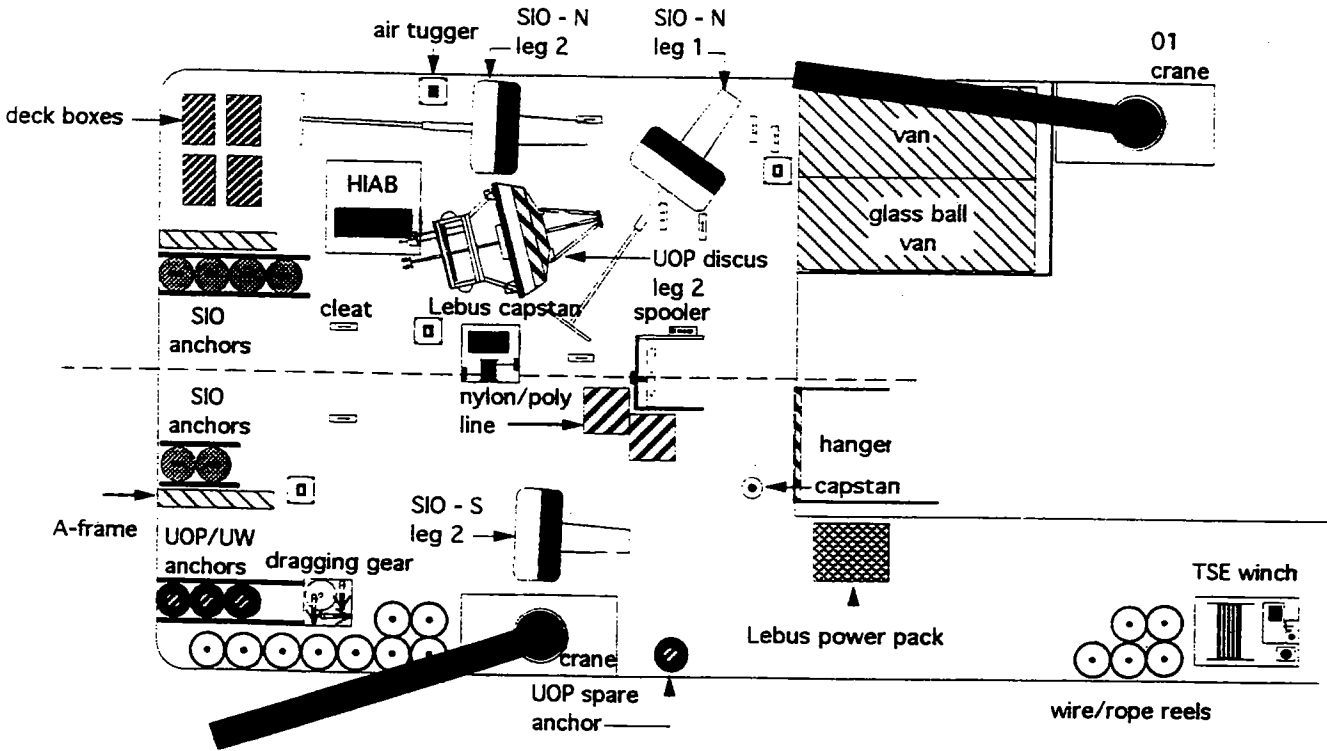 SIO - N
leg 2
SIO - N
leg 1
air tugger
01
crane
deck boxes
van
HIAB
glass ball
van
UOP discus
leg 2
cleat
Lebus capstan
spooler
SIO
anchors
SIO
anchors
nylon/poly
line
hanger
capstan
SIO - S
leg 2
A-frame
UOP/UW
anchors
dragging gear
TSE winch
Lebus power pack
crane
UOP spare
anchor
wire/rope reels